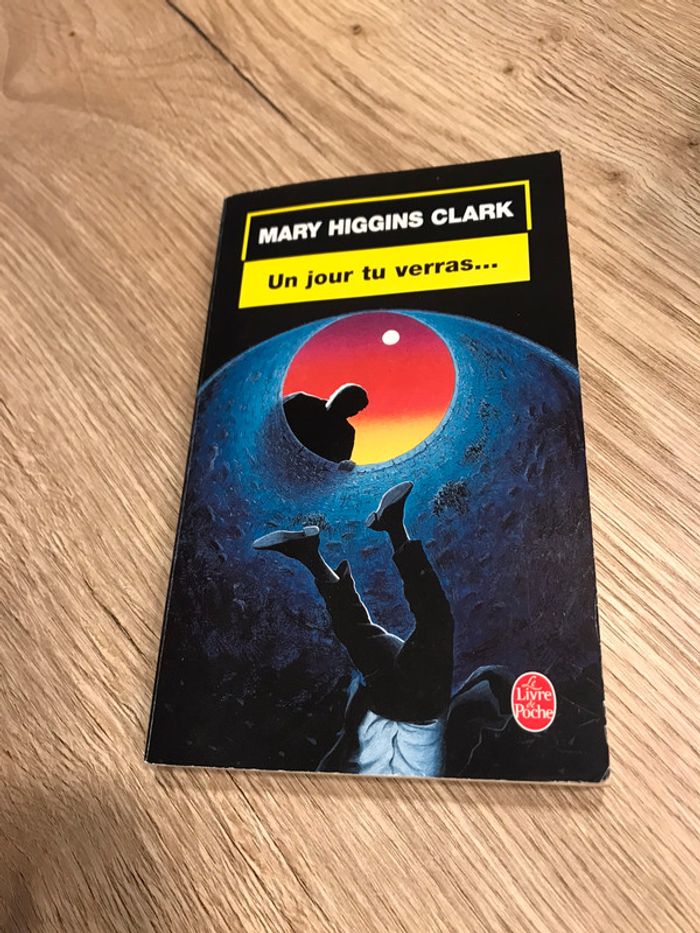 MARY HIGGINS CLARK
Un jour tu verras...
Le
Livre
de
Poche